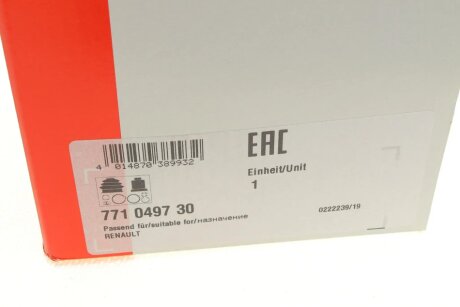 4 014870 389932
EAC
Einheit/Unit
1
771 0497 30
0222239/19
Passend für/suitable for/назначение
RENAULT